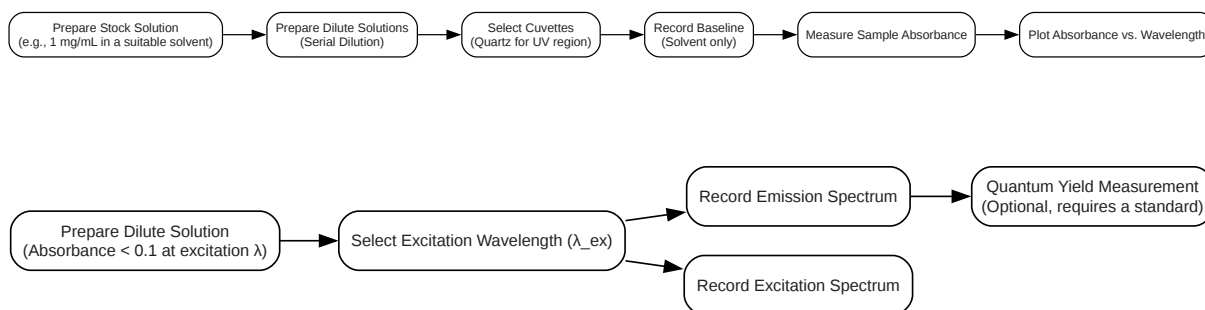 Prepare Stock Solution
(e.g., 1 mg/mL in a suitable solvent)
Prepare Dilute Solutions
(Serial Dilution)
Select Cuvettes
(Quartz for UV region)
Record Baseline
(Solvent only)
Measure Sample Absorbance
Plot Absorbance vs. Wavelength
Prepare Dilute Solution
(Absorbance < 0.1 at excitation λ)
Select Excitation Wavelength (λ_ex)
Record Emission Spectrum
Quantum Yield Measurement
(Optional, requires a standard)
Record Excitation Spectrum